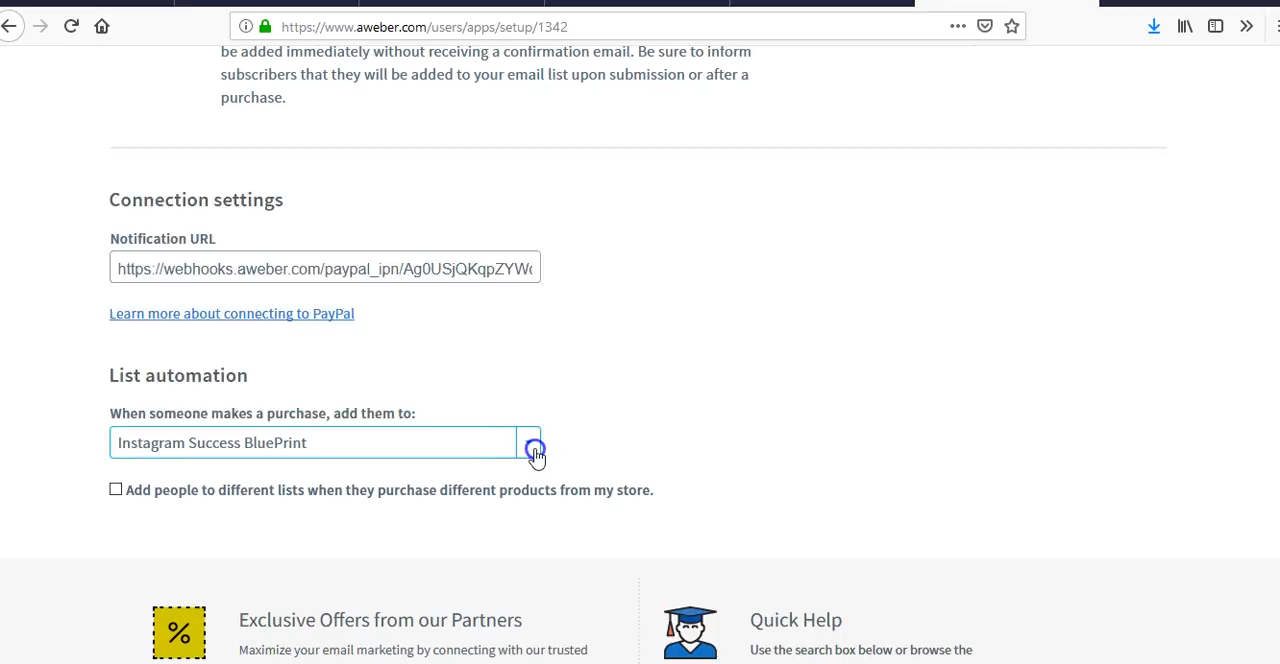 https://www.aweber.com/users/apps/setup/1342
be added immediately without receiving a confirmation email. Be sure to inform
subscribers that they will be added to your email list upon submission or after a
purchase.
Connection settings
Notification URL
https://webhooks.aweber.com/paypal_ipn/Ag0USjQKqpZYW
Learn more about connecting to PayPal
List automation
When someone makes a purchase, add them to:
Instagram Success BluePrint
Add people to different lists when they purchase different products from my store.
%
Exclusive Offers from our Partners
Maximize your email marketing by connecting with our trusted
Quick Help
Use the search box below or browse the